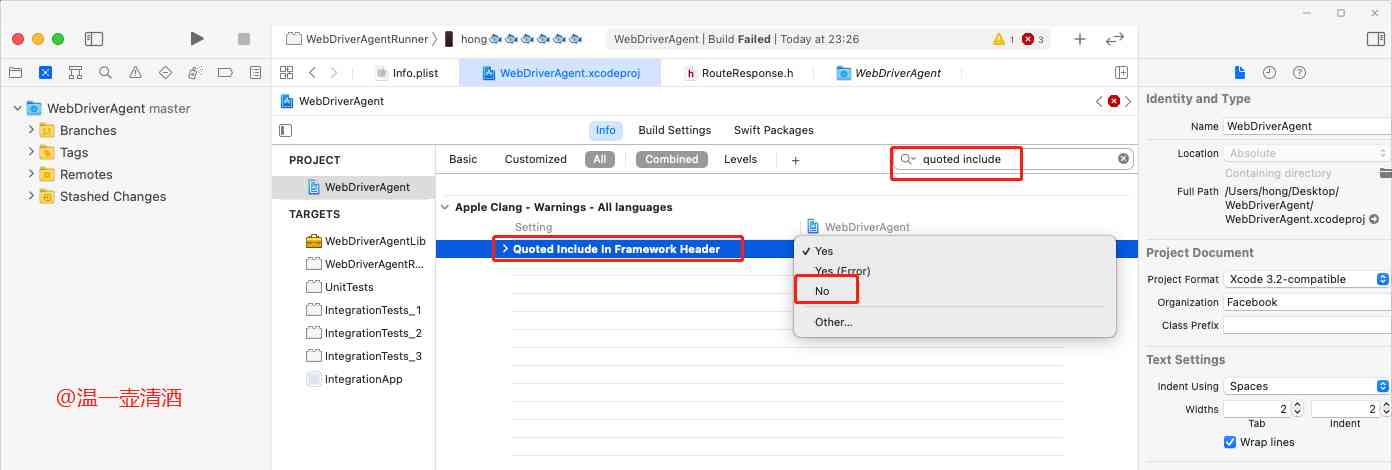 WebDriverAgentRunner
hong🐟🐟🐟🐟🐟🐟
WebDriverAgent | Build Failed | Today at 23:26
1
3
Info.plist
WebDriverAgent.xcodeproj
RouteResponse.h
WebDriverAgent
WebDriverAgent master
Branches
Tags
Remotes
Stashed Changes
@温一壶清酒
WebDriverAgent
Info
Build Settings
Swift Packages
PROJECT
WebDriverAgent
TARGETS
WebDriverAgentLib
WebDriverAgentR...
UnitTests
IntegrationTests_1
IntegrationTests_2
IntegrationTests_3
IntegrationApp
Basic
Customized
All
Combined
Levels
quoted include
Apple Clang - Warnings - All languages
Setting
WebDriverAgent
Quoted Include In Framework Header
Yes
Yes (Error)
No
Other...
Identity and Type
Name WebDriverAgent
Location Absolute
Containing directory
Full Path /Users/hong/Desktop/
WebDriverAgent/
WebDriverAgent.xcodeproj
Project Document
Project Format Xcode 3.2-compatible
Organization Facebook
Class Prefix
Text Settings
Indent Using Spaces
Widths 2 2
Tab Indent
Wrap lines